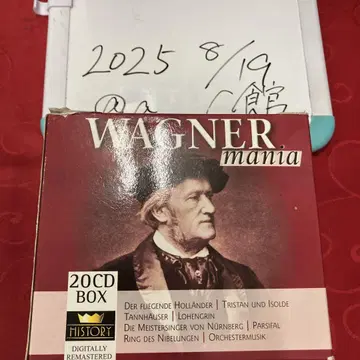 2025 8/19
C館
WAGNER
mania
20CD
BOX
HISTORY
DIGITALLY
REMASTERED
DER FLIEGENDE HOLLÄNDER | TRISTAN UND ISOLDE
TANNHÄUSER | LOHENGRIN
DIE MEISTERSINGER VON NÜRNBERG | PARSIFAL
RING DES NIBELUNGEN | ORCHESTERMUSIK